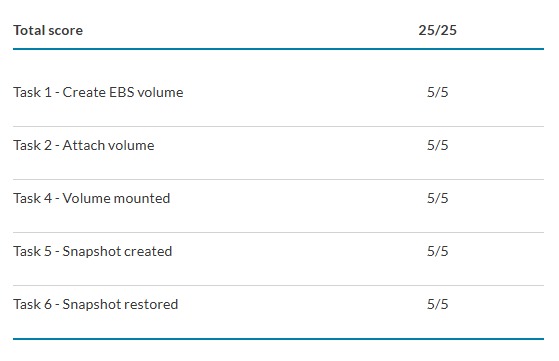 Total score 25/25
Task 1 - Create EBS volume 5/5
Task 2 - Attach volume 5/5
Task 4 - Volume mounted 5/5
Task 5 - Snapshot created 5/5
Task 6 - Snapshot restored 5/5